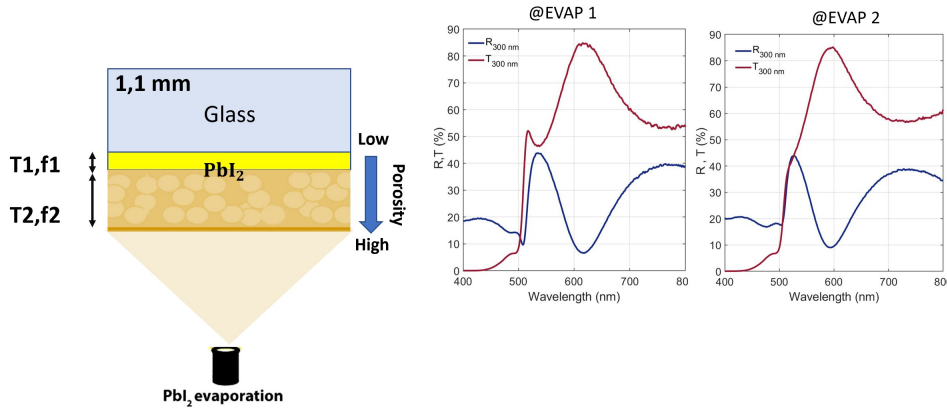 1,1 mm
Glass
T1,f1
PbI2
T2,f2
Low
Porosity
High
PbI2 evaporation
@EVAP 1
R300 nm
T300 nm
R,T (%)
90
80
70
60
50
40
30
20
10
0
400
500
600
700
800
Wavelength (nm)
@EVAP 2
R300 nm
T300 nm
R, T (%)
90
80
70
60
50
40
30
20
10
0
400
500
600
700
80
Wavelength (nm)